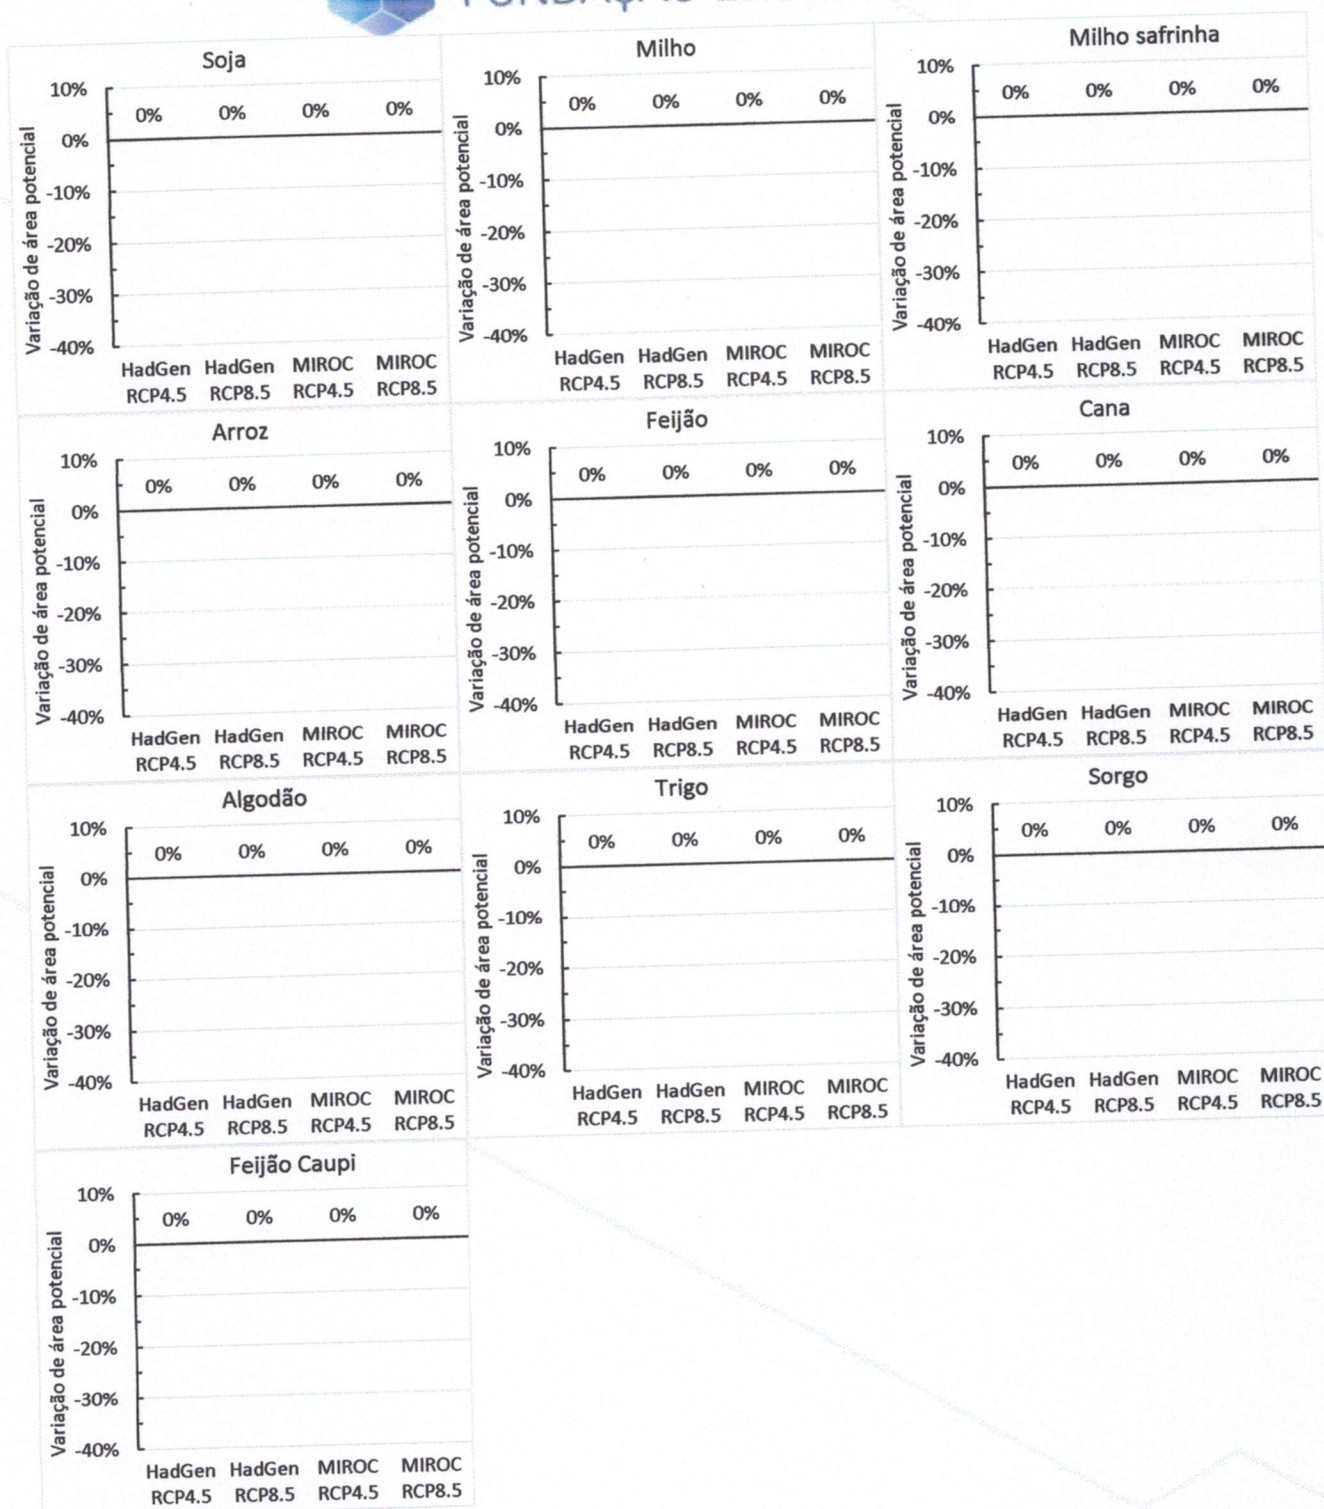 FUNDAÇÃO
Soja
Variação de área potencial
10%
0%
-10%
-20%
-30%
-40%
0% 0% 0% 0%
HadGen HadGen MIROC MIROC
RCP4.5 RCP8.5 RCP4.5 RCP8.5
Milho
Variação de área potencial
10%
0%
-10%
-20%
-30%
-40%
0% 0% 0% 0%
HadGen HadGen MIROC MIROC
RCP4.5 RCP8.5 RCP4.5 RCP8.5
Milho safrinha
Variação de área potencial
10%
0%
-10%
-20%
-30%
-40%
0% 0% 0% 0%
HadGen HadGen MIROC MIROC
RCP4.5 RCP8.5 RCP4.5 RCP8.5
Arroz
Variação de área potencial
10%
0%
-10%
-20%
-30%
-40%
0% 0% 0% 0%
HadGen HadGen MIROC MIROC
RCP4.5 RCP8.5 RCP4.5 RCP8.5
Feijão
Variação de área potencial
10%
0%
-10%
-20%
-30%
-40%
0% 0% 0% 0%
HadGen HadGen MIROC MIROC
RCP4.5 RCP8.5 RCP4.5 RCP8.5
Cana
Variação de área potencial
10%
0%
-10%
-20%
-30%
-40%
0% 0% 0% 0%
HadGen HadGen MIROC MIROC
RCP4.5 RCP8.5 RCP4.5 RCP8.5
Algodão
Variação de área potencial
10%
0%
-10%
-20%
-30%
-40%
0% 0% 0% 0%
HadGen HadGen MIROC MIROC
RCP4.5 RCP8.5 RCP4.5 RCP8.5
Trigo
Variação de área potencial
10%
0%
-10%
-20%
-30%
-40%
0% 0% 0% 0%
HadGen HadGen MIROC MIROC
RCP4.5 RCP8.5 RCP4.5 RCP8.5
Sorgo
Variação de área potencial
10%
0%
-10%
-20%
-30%
-40%
0% 0% 0% 0%
HadGen HadGen MIROC MIROC
RCP4.5 RCP8.5 RCP4.5 RCP8.5
Feijão Caupi
Variação de área potencial
10%
0%
-10%
-20%
-30%
-40%
0% 0% 0% 0%
HadGen HadGen MIROC MIROC
RCP4.5 RCP8.5 RCP4.5 RCP8.5